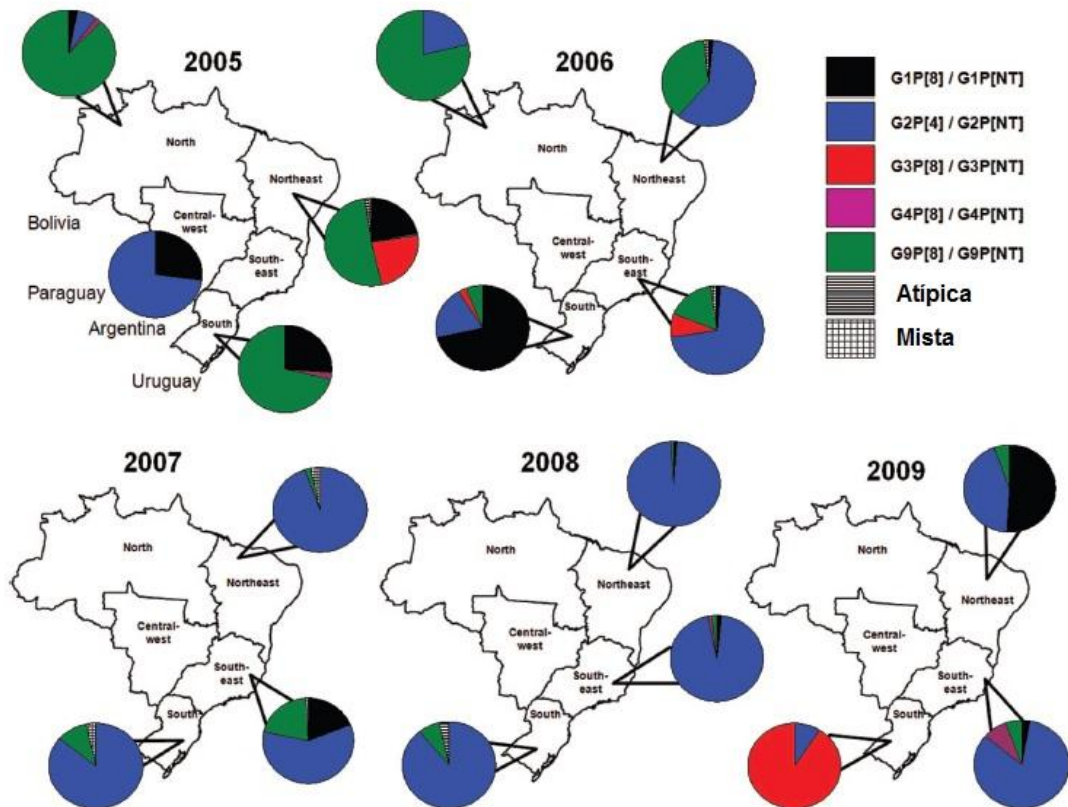 2005
North
Northeast
Central-
west
South-
east
South
Bolivia
Paraguay
Argentina
Uruguay
2006
North
Northeast
Central-
west
South-
east
South
G1P[8] / G1P[NT]
G2P[4] / G2P[NT]
G3P[8] / G3P[NT]
G4P[8] / G4P[NT]
G9P[8] / G9P[NT]
Atípica
Mista
2007
North
Northeast
Central-
west
South-
east
South
2008
North
Northeast
Central-
west
South-
east
South
2009
North
Northeast
Central-
west
South-
east
South